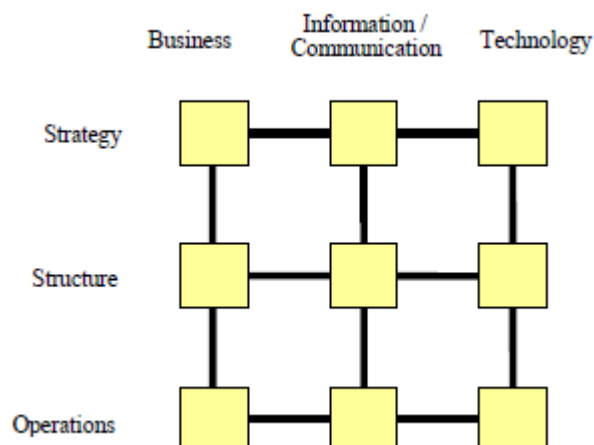 Business
Information /
Communication
Technology
Strategy
Structure
Operations